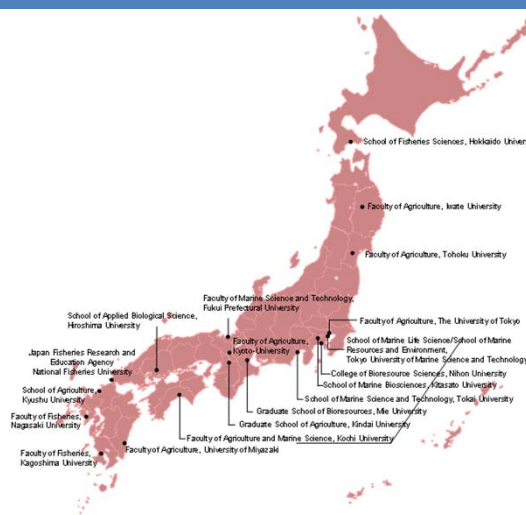 School of Fisheries Sciences, Hokkaido Univer
Faculty of Agriculture, Iwate University
Faculty of Agriculture, Tohoku University
Faculty of Marine Science and Technology,
Fukui Prefectural University
School of Applied Biological Science,
Hiroshima University
Faculty of Agriculture, The University of Tokyo
Faculty of Agriculture,
Kyoto-University
School of Marine Life Science/School of Marine
Resources and Environment,
Tokyo University of Marine Science and Technology
Japan Fisheries Research and
Education Agency
National Fisheries University
College of Bioresource Sciences, Nihon University
School of Marine Biosciences, Kitasato University
School of Agriculture,
Kyushu University
School of Marine Science and Technology, Tokai University
Graduate School of Bioresources, Mie University
Faculty of Fisheries,
Nagasaki University
Graduate School of Agriculture, Kindai University
Faculty of Agriculture and Marine Science, Kochi University
Faculty of Agriculture, University of Miyazaki
Faculty of Fisheries,
Kagoshima University